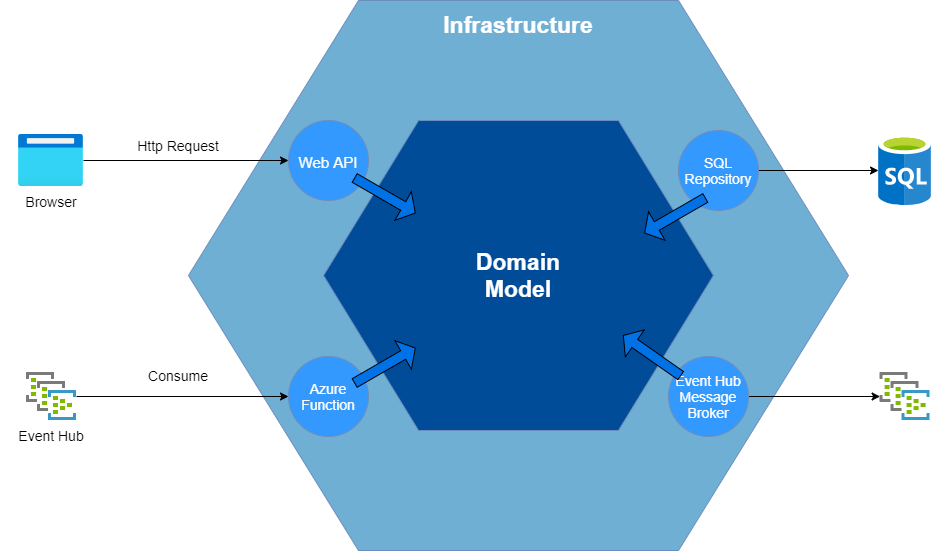 Infrastructure
Http Request
Web API
SQL
Repository
SQL
Browser
Domain
Model
Consume
Azure
Function
Event Hub
Message
Broker
Event Hub